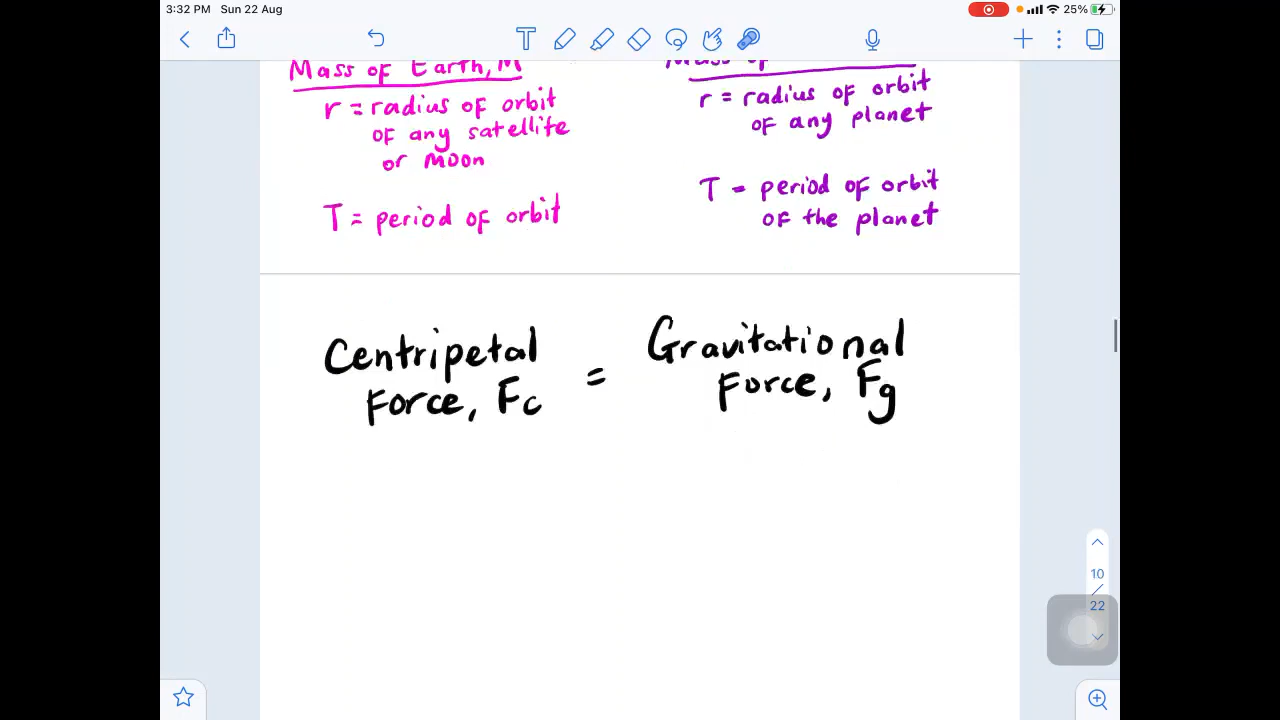 3:32 PM Sun 22 Aug
25%
T
Mass of Earth, M
r = radius of orbit
of any satellite
or moon
T = period of orbit
Mass of
r = radius of orbit
of any planet
T = period of orbit
of the planet
Centripetal
Force, Fc
=
Gravitational
Force, Fg
10
22